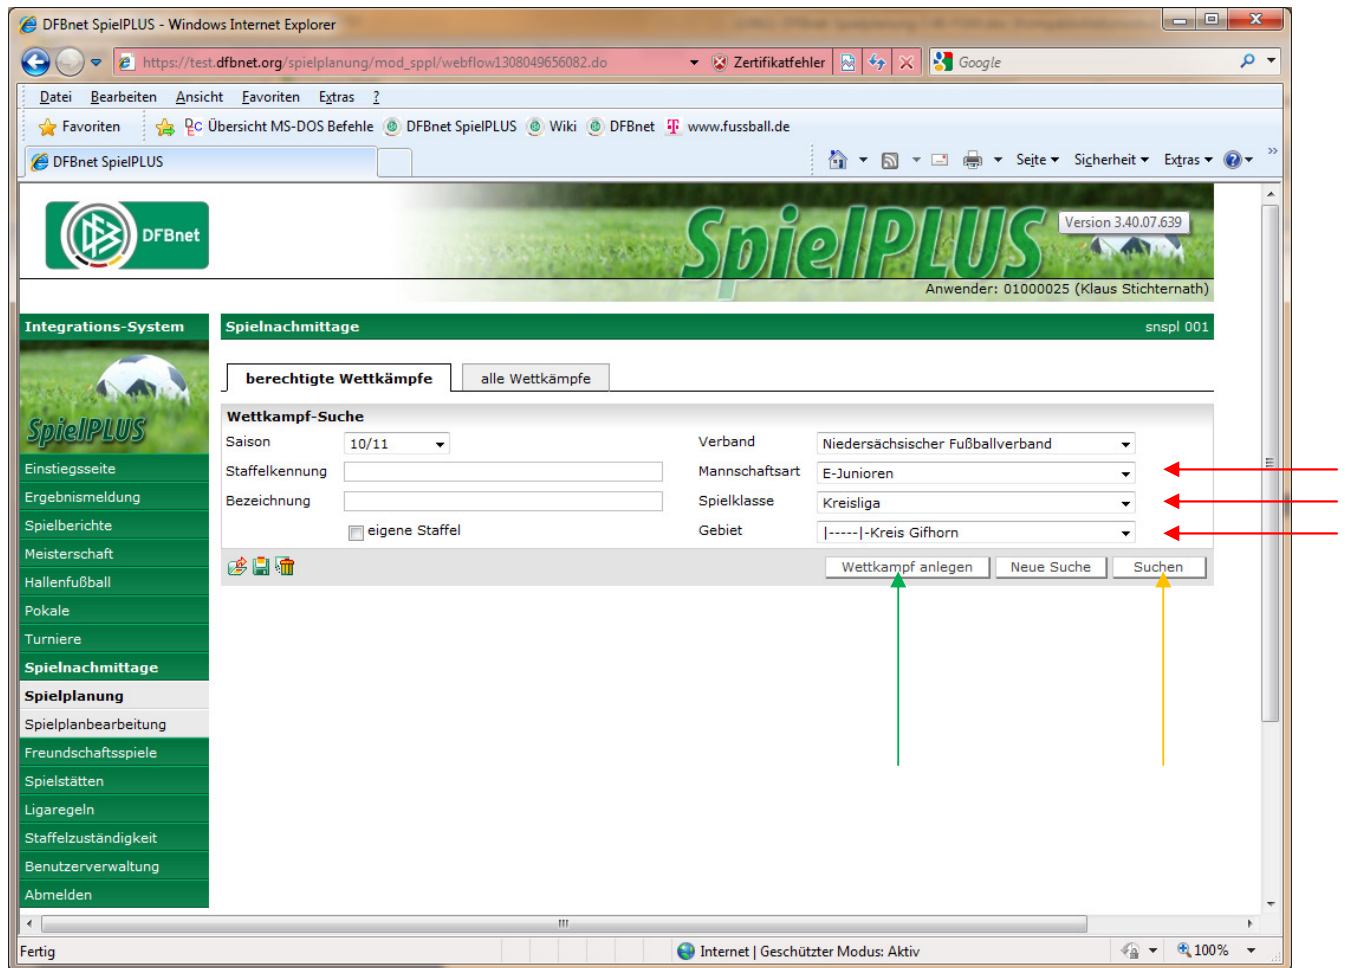 DFBnet SpielPLUS - Windows Internet Explorer
https://test.dfbnet.org/spielplanung/mod_sppl/webflow1308049656082.do
Zertifikatfehler
Google
Datei Bearbeiten Ansicht Favoriten Extras ?
Favoriten
Übersicht MS-DOS Befehle
DFBnet SpielPLUS
Wiki
DFBnet
www.fussball.de
DFBnet SpielPLUS
Seite
Sicherheit
Extras
DFBnet
SpielPLUS
Version 3.40.07.639
Anwender: 01000025 (Klaus Stichternath)
Integrations-System
Spielnachmittage
snspl 001
berechtigte Wettkämpfe
alle Wettkämpfe
Wettkampf-Suche
SpielPLUS
Saison
10/11
Verband
Niedersächsischer Fußballverband
Staffelkennung
Mannschaftsart
E-Junioren
Bezeichnung
Spielklasse
Kreisliga
eigene Staffel
Gebiet
|-----|-Kreis Gifhorn
Wettkampf anlegen
Neue Suche
Suchen
Einstiegsseite
Ergebnismeldung
Spielberichte
Meisterschaft
Hallenfußball
Pokale
Turniere
Spielnachmittage
Spielplanung
Spielplanbearbeitung
Freundschaftsspiele
Spielstätten
Ligaregeln
Staffelzuständigkeit
Benutzerverwaltung
Abmelden
Fertig
Internet | Geschützter Modus: Aktiv
100%